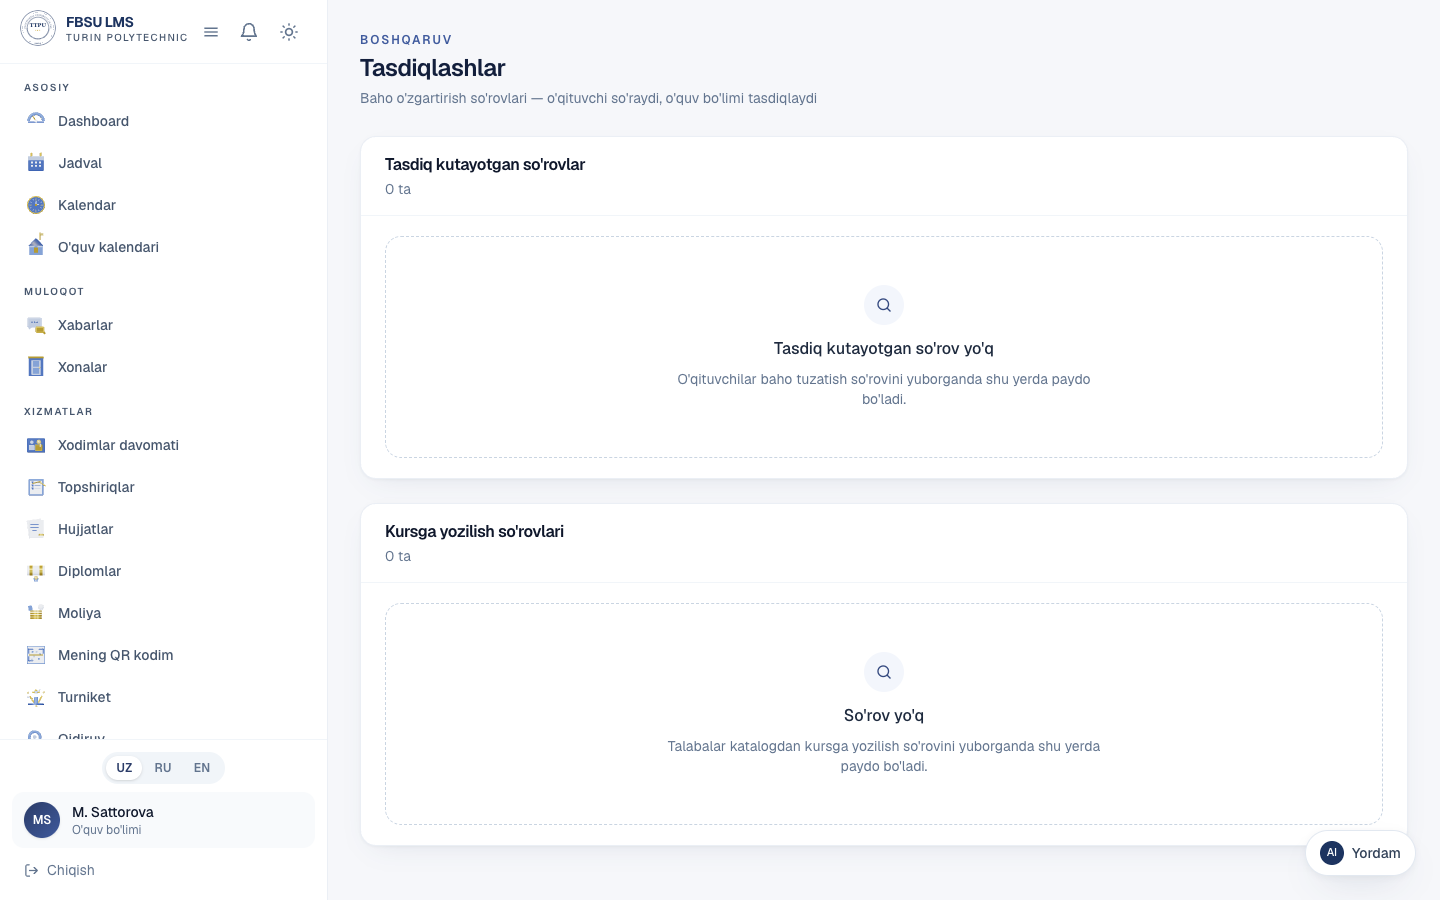 TTPU
FBSU LMS
TURIN POLYTECHNIC
ASOSIY
Dashboard
Jadval
Kalendar
O'quv kalendari
MULOQOT
Xabarlar
Xonalar
XIZMATLAR
Xodimlar davomati
Topshiriqlar
Hujjatlar
Diplomlar
Moliya
Mening QR kodim
Turniket
Qidiruv
UZ RU EN
MS
M. Sattorova
O'quv bo'limi
Chiqish
BOSHQARUV
Tasdiqlashlar
Baho o'zgartirish so'rovlari — o'qituvchi so'raydi, o'quv bo'limi tasdiqlaydi
Tasdiq kutayotgan so'rovlar
0 ta
Tasdiq kutayotgan so'rov yo'q
O'qituvchilar baho tuzatish so'rovini yuborganda shu yerda paydo
bo'ladi.
Kursga yozilish so'rovlari
0 ta
So'rov yo'q
Talabalar katalogdan kursga yozilish so'rovini yuborganda shu yerda
paydo bo'ladi.
AI Yordam